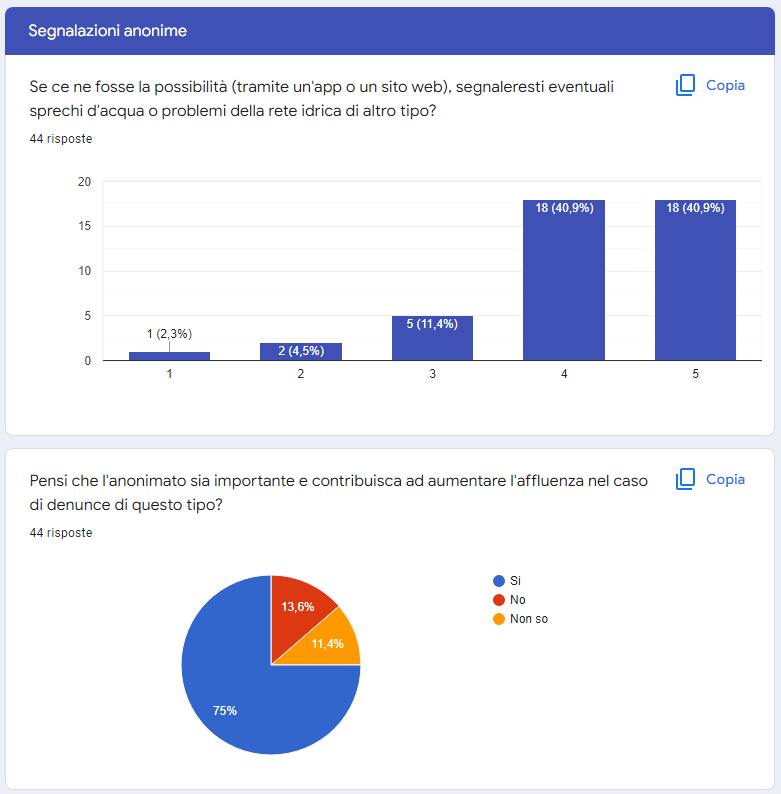 Segnalazioni anonime
Se ce ne fosse la possibilità (tramite un'app o un sito web), segnaleresti eventuali
sprechi d'acqua o problemi della rete idrica di altro tipo?
Copia
44 risposte
20
15
10
5
0
1 (2,3%)
2 (4,5%)
5 (11,4%)
18 (40,9%)
18 (40,9%)
1
2
3
4
5
Pensi che l'anonimato sia importante e contribuisca ad aumentare l'affluenza nel caso
di denunce di questo tipo?
Copia
44 risposte
Si
No
Non so
13,6%
11,4%
75%